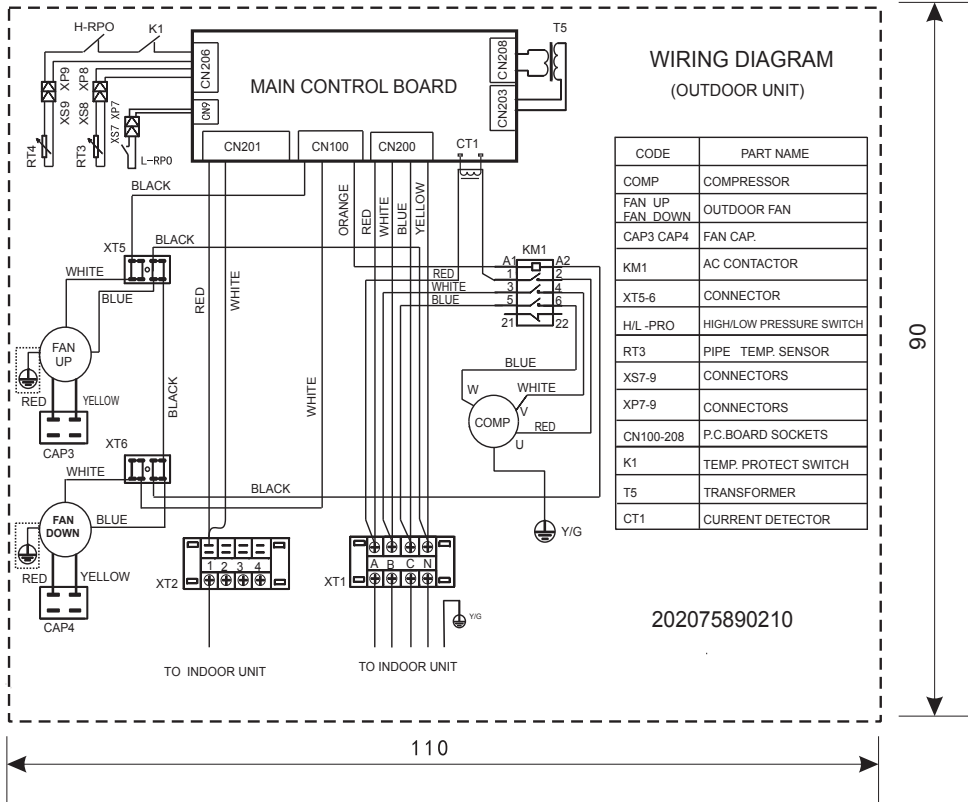 H-RPO
K1
T5
CN206
CN9
MAIN CONTROL BOARD
CN208
CN203
WIRING DIAGRAM
(OUTDOOR UNIT)
XP9
XP8
XS9
XS8
XS7 XP7
RT4
RT3
L-RP0
CN201
CN100
CN200
CT1
CODE
PART NAME
COMP
COMPRESSOR
FAN UP
FAN DOWN
OUTDOOR FAN
CAP3 CAP4
FAN CAP.
KM1
AC CONTACTOR
XT5-6
CONNECTOR
H/L -PRO
HIGH/LOW PRESSURE SWITCH
RT3
PIPE TEMP. SENSOR
XS7-9
CONNECTORS
XP7-9
CONNECTORS
CN100-208
P.C.BOARD SOCKETS
K1
TEMP. PROTECT SWITCH
T5
TRANSFORMER
CT1
CURRENT DETECTOR
BLACK
ORANGE
RED
WHITE
BLUE
YELLOW
XT5
BLACK
WHITE
BLUE
RED
WHITE
KM1
A1
A2
RED
1
2
WHITE
3
4
BLUE
5
6
21
22
FAN
UP
RED
YELLOW
CAP3
BLACK
WHITE
BLUE
W
WHITE
V
COMP
RED
U
XT6
WHITE
BLACK
FAN
DOWN
BLUE
RED
YELLOW
CAP4
Y/G
XT2
1 2 3 4
XT1
A B C N
Y/G
TO INDOOR UNIT
TO INDOOR UNIT
202075890210
90
110